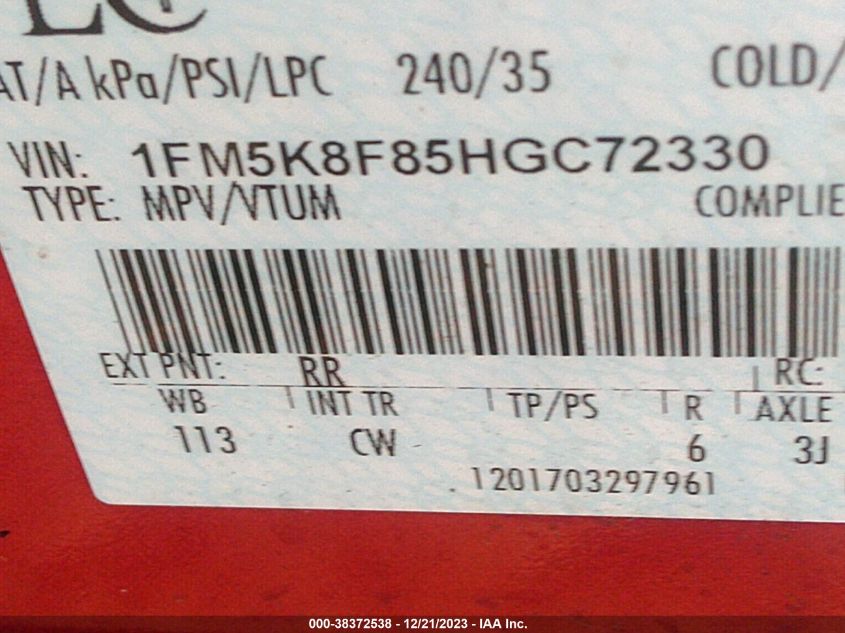 AT/A kPa/PSI/LPC 240/35 COLD/
VIN: 1FM5K8F85HGC72330
TYPE: MPV/VTUM COMPLIE
EXT PNT: RR RC:
WB INT TR TP/PS R AXLE
113 CW 6 3J
1201703297961
000-38372538 - 12/21/2023 - IAA Inc.